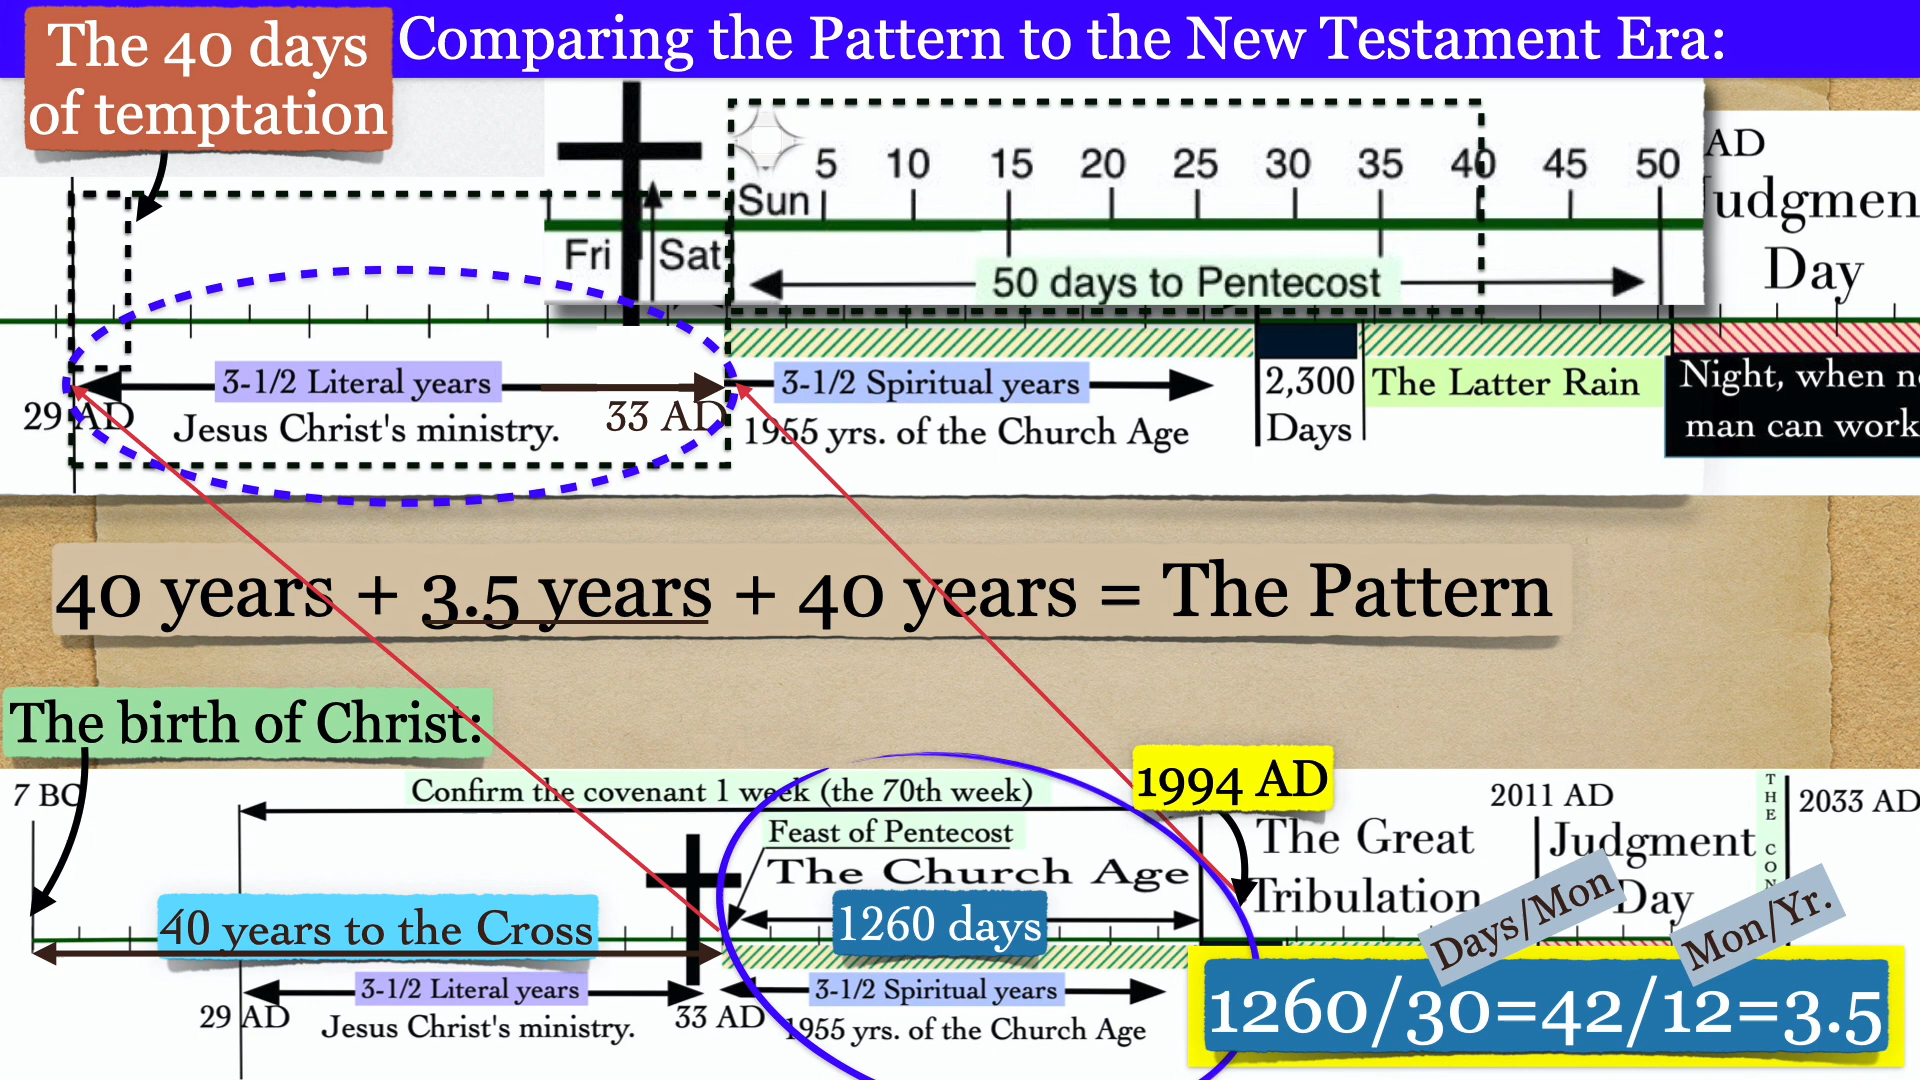 The 40 days
of temptation
Comparing the Pattern to the New Testament Era:
5 10 15 20 25 30 35 40 45 50
Sun
Fri
Sat
50 days to Pentecost
AD
Judgmen
Day
3-1/2 Literal years
29 AD
33 AD
Jesus Christ's ministry.
3-1/2 Spiritual years
1955 yrs. of the Church Age
2,300
Days
The Latter Rain
Night, when n
man can work
40 years + 3.5 years + 40 years = The Pattern
The birth of Christ:
7 BC
Confirm the covenant 1 week (the 70th week)
1994 AD
2011 AD
2033 AD
THE CON
Feast of Pentecost
The Church Age
The Great
Tribulation
Judgment
Day
40 years to the Cross
1260 days
Days/Mon
Mon/Yr.
3-1/2 Literal years
29 AD
33 AD
Jesus Christ's ministry.
3-1/2 Spiritual years
1955 yrs. of the Church Age
1260/30=42/12=3.5